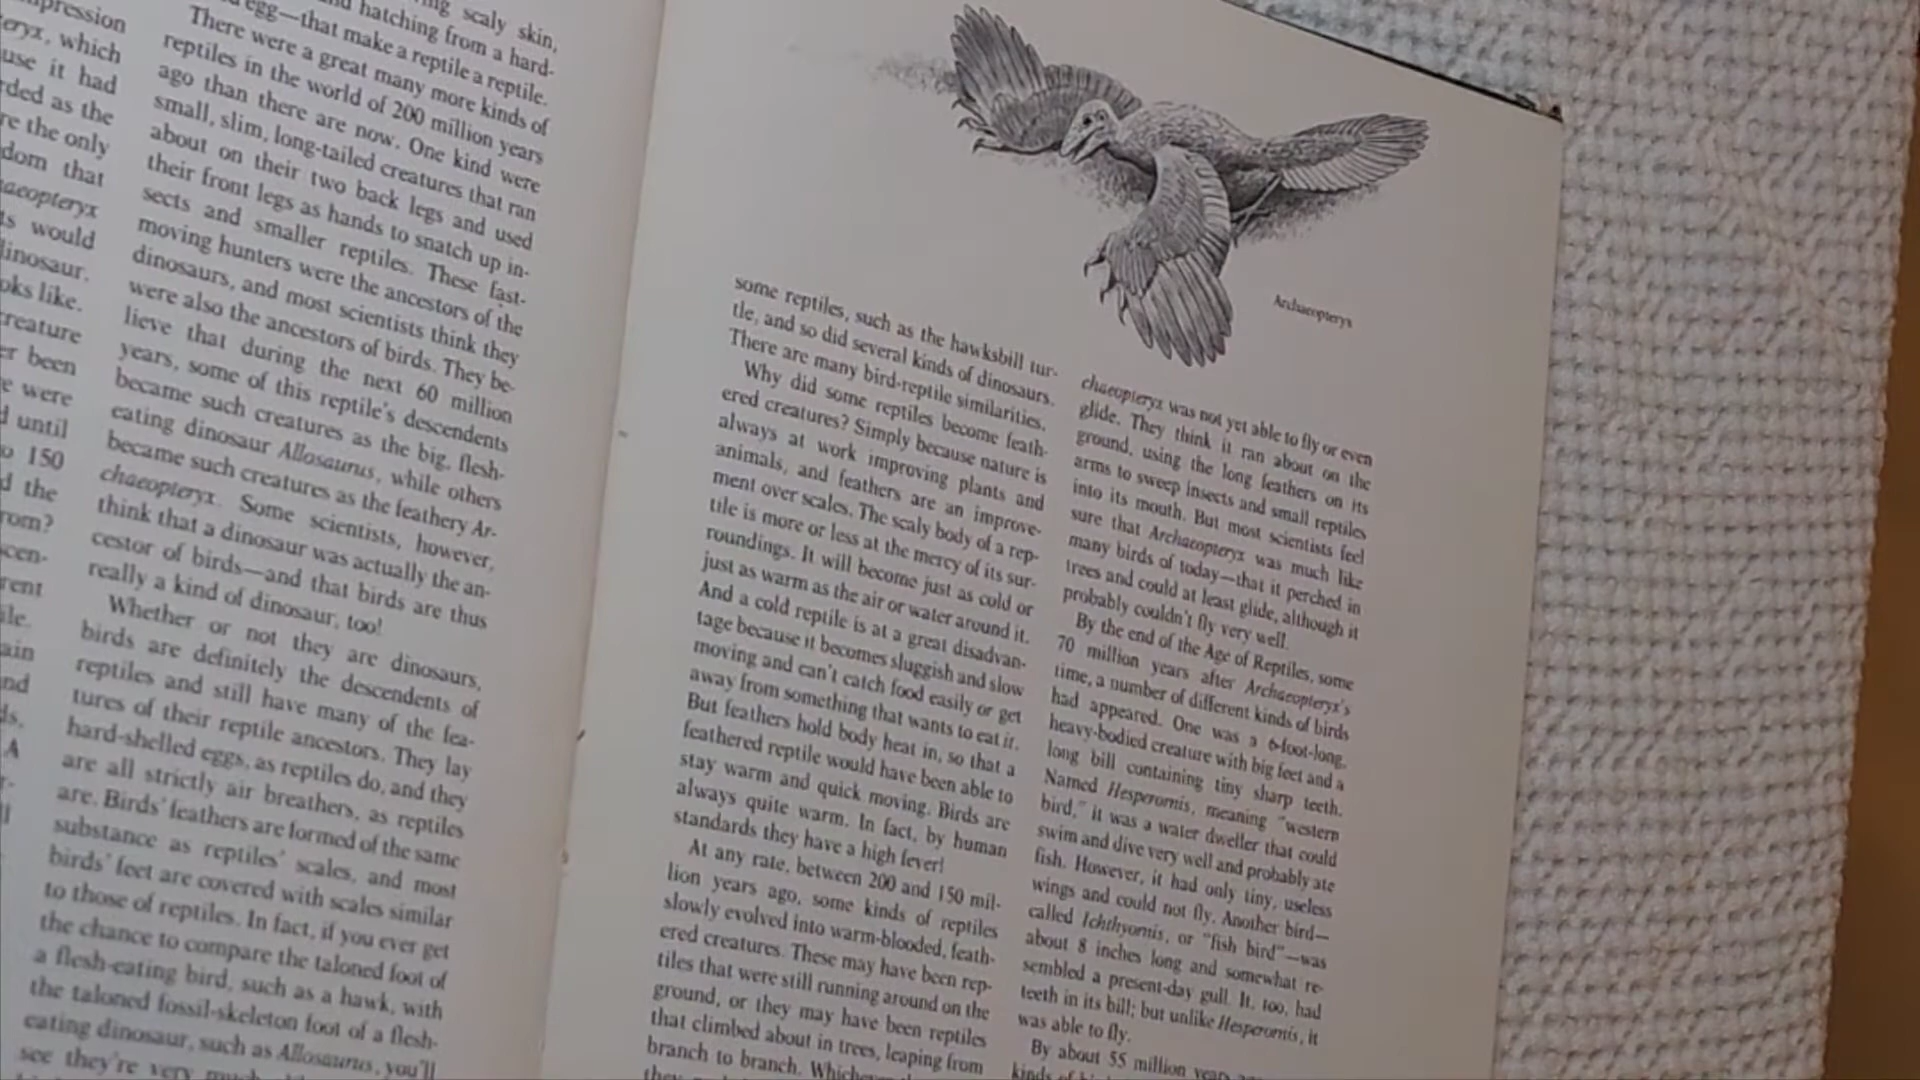 pression
eryx, which
use it had
rded as the
re the only
dom that
haeopteryx
ts would
dinosaur.
oks like.
creature
er been
e were
d until
o 150
d the
rom?
scen-
rent
ile.
ain
nd
ds.
A
scaly skin,
egg—that make a reptile a reptile.
hatching from a hard-
There were a great many more kinds of
reptiles in the world of 200 million years
ago than there are now. One kind were
small, slim, long-tailed creatures that ran
about on their two back legs and used
their front legs as hands to snatch up in-
sects and smaller reptiles. These fast-
moving hunters were the ancestors of the
dinosaurs, and most scientists think they
were also the ancestors of birds. They be-
lieve that during the next 60 million
years, some of this reptile's descendents
became such creatures as the big, flesh-
eating dinosaur Allosaurus, while others
became such creatures as the feathery Ar-
chaeopteryx. Some scientists, however,
think that a dinosaur was actually the an-
cestor of birds—and that birds are thus
really a kind of dinosaur, too!
Whether or not they are dinosaurs,
birds are definitely the descendents of
reptiles and still have many of the fea-
tures of their reptile ancestors. They lay
hard-shelled eggs, as reptiles do, and they
are all strictly air breathers, as reptiles
are. Birds' feathers are formed of the same
substance as reptiles' scales, and most
birds' feet are covered with scales similar
to those of reptiles. In fact, if you ever get
the chance to compare the taloned foot of
a flesh-eating bird, such as a hawk, with
the taloned fossil-skeleton foot of a flesh-
eating dinosaur, such as Allosaurus, you'll
see they're very much
Archaeopteryx
some reptiles, such as the hawksbill tur-
tle, and so did several kinds of dinosaurs.
There are many bird-reptile similarities.
Why did some reptiles become feath-
ered creatures? Simply because nature is
always at work improving plants and
animals, and feathers are an improve-
ment over scales. The scaly body of a rep-
tile is more or less at the mercy of its sur-
roundings. It will become just as cold or
just as warm as the air or water around it.
And a cold reptile is at a great disadvan-
tage because it becomes sluggish and slow
moving and can't catch food easily or get
away from something that wants to eat it.
But feathers hold body heat in, so that a
feathered reptile would have been able to
stay warm and quick moving. Birds are
always quite warm. In fact, by human
standards they have a high fever!
At any rate, between 200 and 150 mil-
lion years ago, some kinds of reptiles
slowly evolved into warm-blooded, feath-
ered creatures. These may have been rep-
tiles that were still running around on the
ground, or they may have been reptiles
that climbed about in trees, leaping from
branch to branch.
chaeopteryx was not yet able to fly or even
glide. They think it ran about on the
ground, using the long feathers on its
arms to sweep insects and small reptiles
into its mouth. But most scientists feel
sure that Archaeopteryx was much like
many birds of today—that it perched in
trees and could at least glide, although it
probably couldn't fly very well.
By the end of the Age of Reptiles, some
70 million years after Archaeopteryx's
time, a number of different kinds of birds
had appeared. One was a 6-foot-long,
heavy-bodied creature with big feet and a
long bill containing tiny sharp teeth.
Named Hesperornis, meaning "western
bird," it was a water dweller that could
swim and dive very well and probably ate
fish. However, it had only tiny, useless
wings and could not fly. Another bird—
called Ichthyornis, or "fish bird"—was
about 8 inches long and somewhat re-
sembled a present-day gull. It, too, had
teeth in its bill; but unlike Hesperornis, it
was able to fly.
By about 55 million years
kinds of